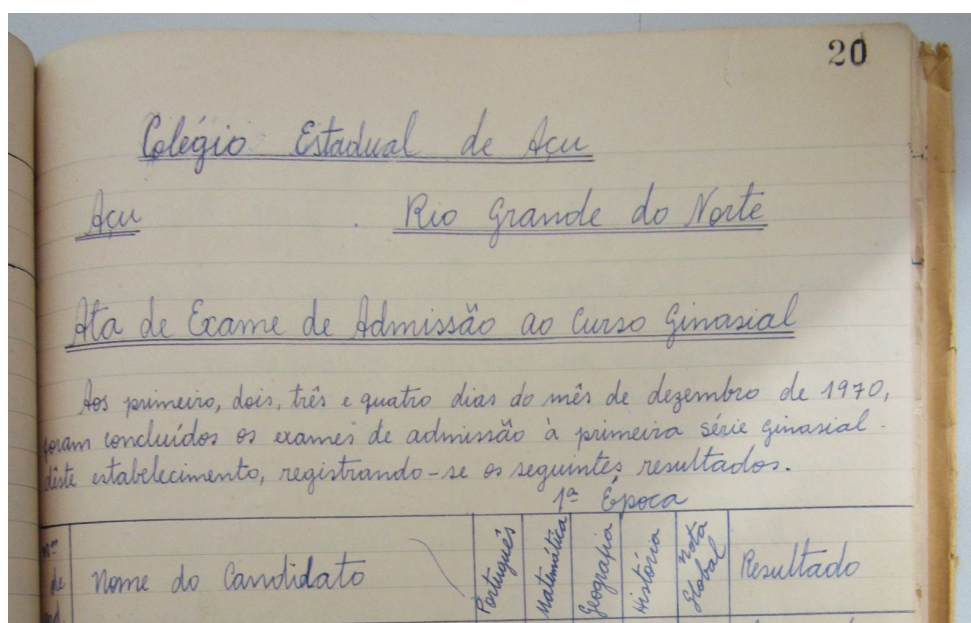 20
Colégio Estadual de Açu
Açu Rio Grande do Norte
Ata de Exame de Admissão ao Curso Ginasial
Aos primeiro, dois, três e quatro dias do mês de dezembro de 1970,
foram concluídos os exames de admissão à primeira série ginasial
dêste estabelecimento, registrando-se os seguintes resultados.
1ª Época
nº de ord. Nome do Candidato Português Matemática Geografia História Nota Global Resultado